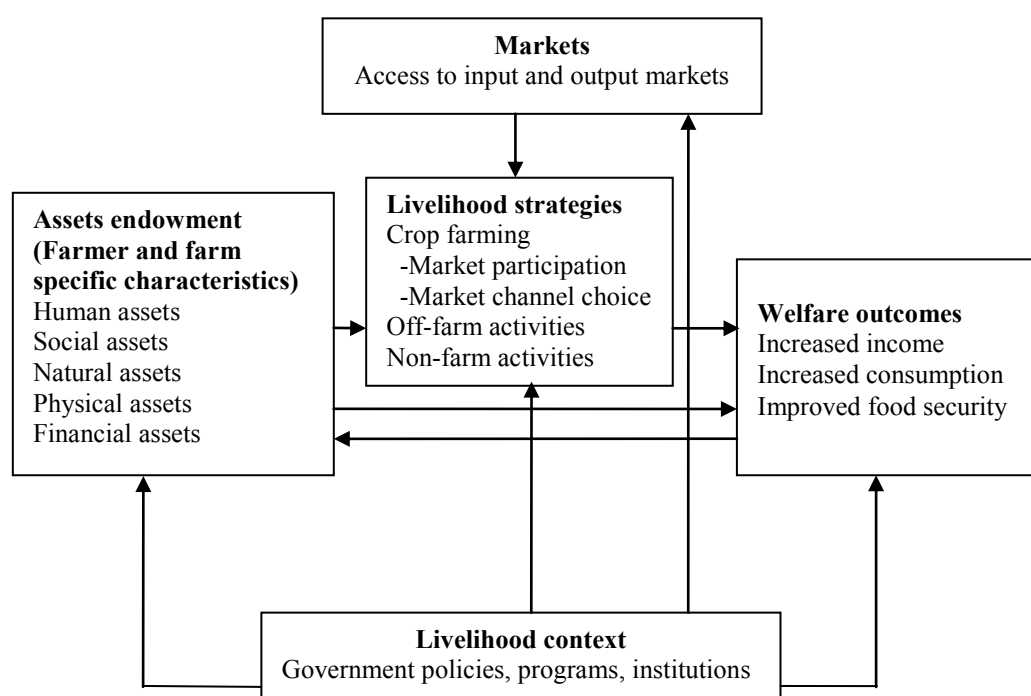 Markets
Access to input and output markets
Assets endowment
(Farmer and farm
specific characteristics)
Human assets
Social assets
Natural assets
Physical assets
Financial assets
Livelihood strategies
Crop farming
-Market participation
-Market channel choice
Off-farm activities
Non-farm activities
Welfare outcomes
Increased income
Increased consumption
Improved food security
Livelihood context
Government policies, programs, institutions